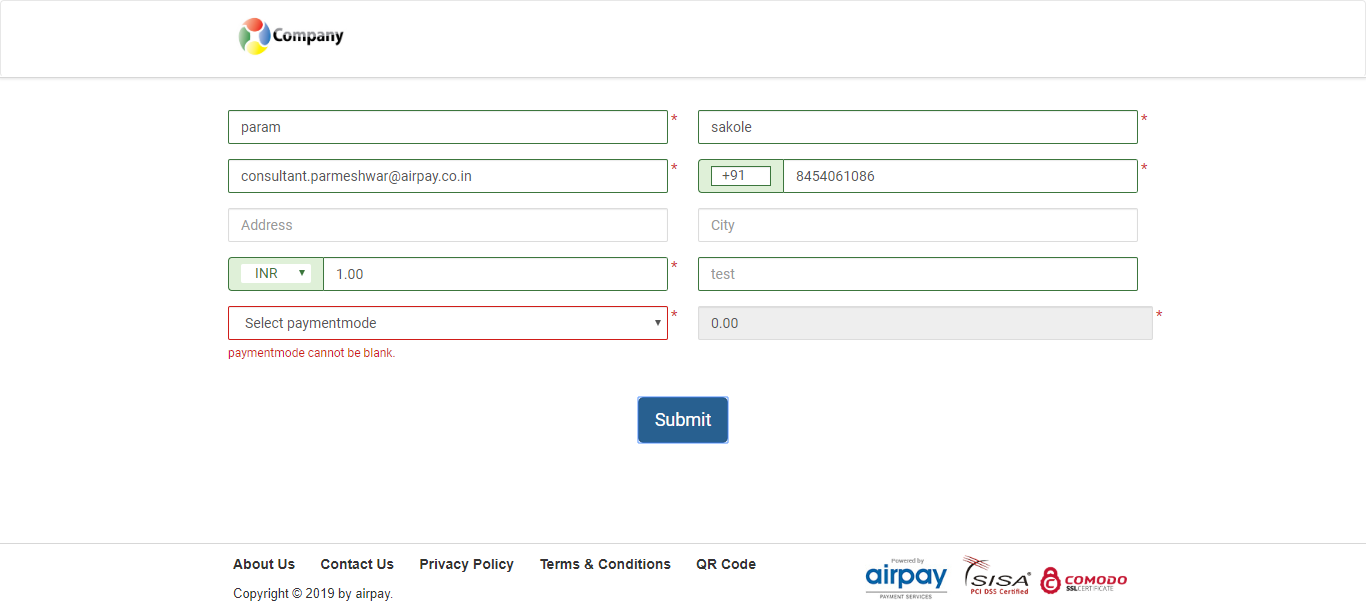 Company
param * sakole *
consultant.parmeshwar@airpay.co.in * +91 8454061086 *
Address City
INR 1.00 * test
Select paymentmode * 0.00 *
paymentmode cannot be blank.
Submit
About Us Contact Us Privacy Policy Terms & Conditions QR Code
Copyright © 2019 by airpay.
Powered by
airpay
PAYMENT SERVICES
SISA
PCI DSS Certified
COMODO
SSL CERTIFICATE